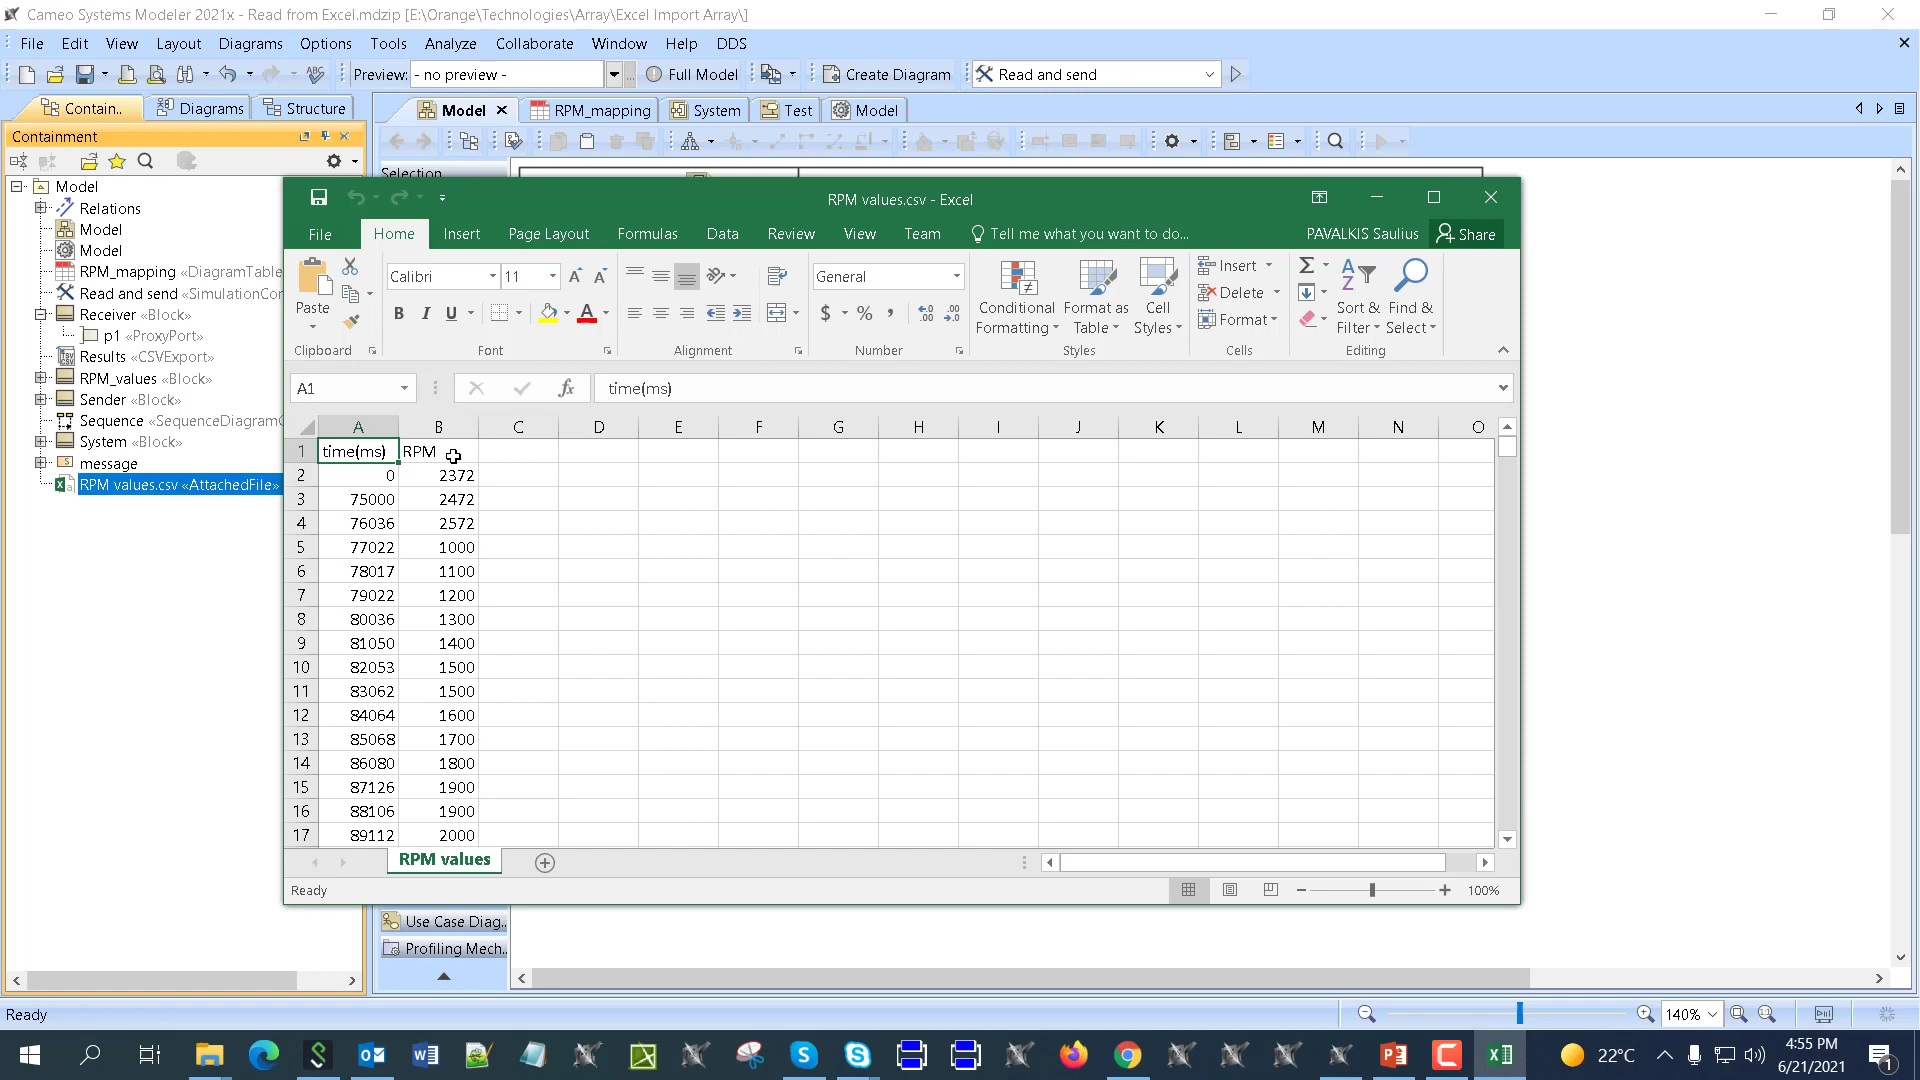 Cameo Systems Modeler 2021x - Read from Excel.mdzip [E:\Orange\Technologies\Array\Excel Import Array\]
File Edit View Layout Diagrams Options Tools Analyze Collaborate Window Help DDS
Preview: - no preview - ... Full Model Create Diagram Read and send
Contain.. Diagrams Structure
Model RPM_mapping System Test Model
Containment
Selection
Model
Relations
Model
Model
RPM_mapping «DiagramTable
Read and send «SimulationCon
Receiver «Block»
p1 «ProxyPort»
Results «CSVExport»
RPM_values «Block»
Sender «Block»
Sequence «SequenceDiagramG
System «Block»
message
RPM values.csv «AttachedFile»
RPM values.csv - Excel
File Home Insert Page Layout Formulas Data Review View Team Tell me what you want to do... PAVALKIS Saulius Share
Paste
Calibri 11
General
B I U
$ % ,
Conditional Formatting
Format as Table
Cell Styles
Insert
Delete
Format
Sort & Filter
Find & Select
Clipboard Font Alignment Number Styles Cells Editing
A1 fx time(ms)
A B C D E F G H I J K L M N O
1 time(ms) RPM
2 0 2372
3 75000 2472
4 76036 2572
5 77022 1000
6 78017 1100
7 79022 1200
8 80036 1300
9 81050 1400
10 82053 1500
11 83062 1500
12 84064 1600
13 85068 1700
14 86080 1800
15 87126 1900
16 88106 1900
17 89112 2000
RPM values
Ready 100%
Use Case Diag..
Profiling Mech..
Ready 140%
22°C
4:55 PM
6/21/2021
1